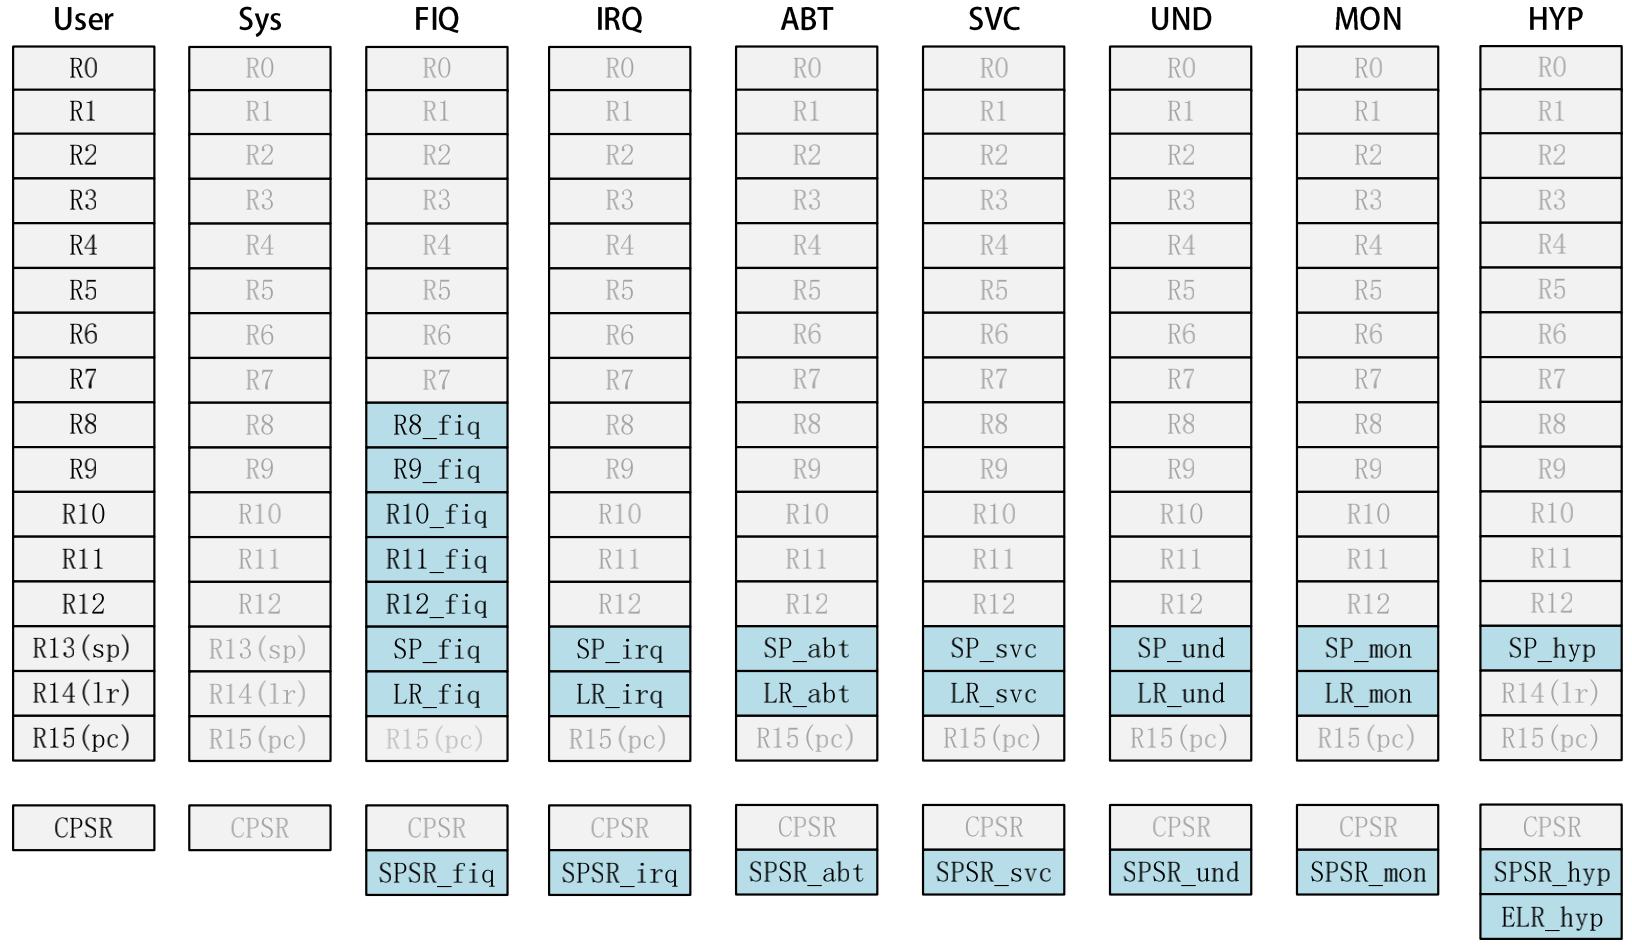 User Sys FIQ IRQ ABT SVC UND MON HYP
R0 R0 R0 R0 R0 R0 R0 R0 R0
R1 R1 R1 R1 R1 R1 R1 R1 R1
R2 R2 R2 R2 R2 R2 R2 R2 R2
R3 R3 R3 R3 R3 R3 R3 R3 R3
R4 R4 R4 R4 R4 R4 R4 R4 R4
R5 R5 R5 R5 R5 R5 R5 R5 R5
R6 R6 R6 R6 R6 R6 R6 R6 R6
R7 R7 R7 R7 R7 R7 R7 R7 R7
R8 R8 R8_fiq R8 R8 R8 R8 R8 R8
R9 R9 R9_fiq R9 R9 R9 R9 R9 R9
R10 R10 R10_fiq R10 R10 R10 R10 R10 R10
R11 R11 R11_fiq R11 R11 R11 R11 R11 R11
R12 R12 R12_fiq R12 R12 R12 R12 R12 R12
R13(sp) R13(sp) SP_fiq SP_irq SP_abt SP_svc SP_und SP_mon SP_hyp
R14(lr) R14(lr) LR_fiq LR_irq LR_abt LR_svc LR_und LR_mon R14(lr)
R15(pc) R15(pc) R15(pc) R15(pc) R15(pc) R15(pc) R15(pc) R15(pc) R15(pc)
CPSR CPSR CPSR CPSR CPSR CPSR CPSR CPSR CPSR
SPSR_fiq SPSR_irq SPSR_abt SPSR_svc SPSR_und SPSR_mon SPSR_hyp
ELR_hyp